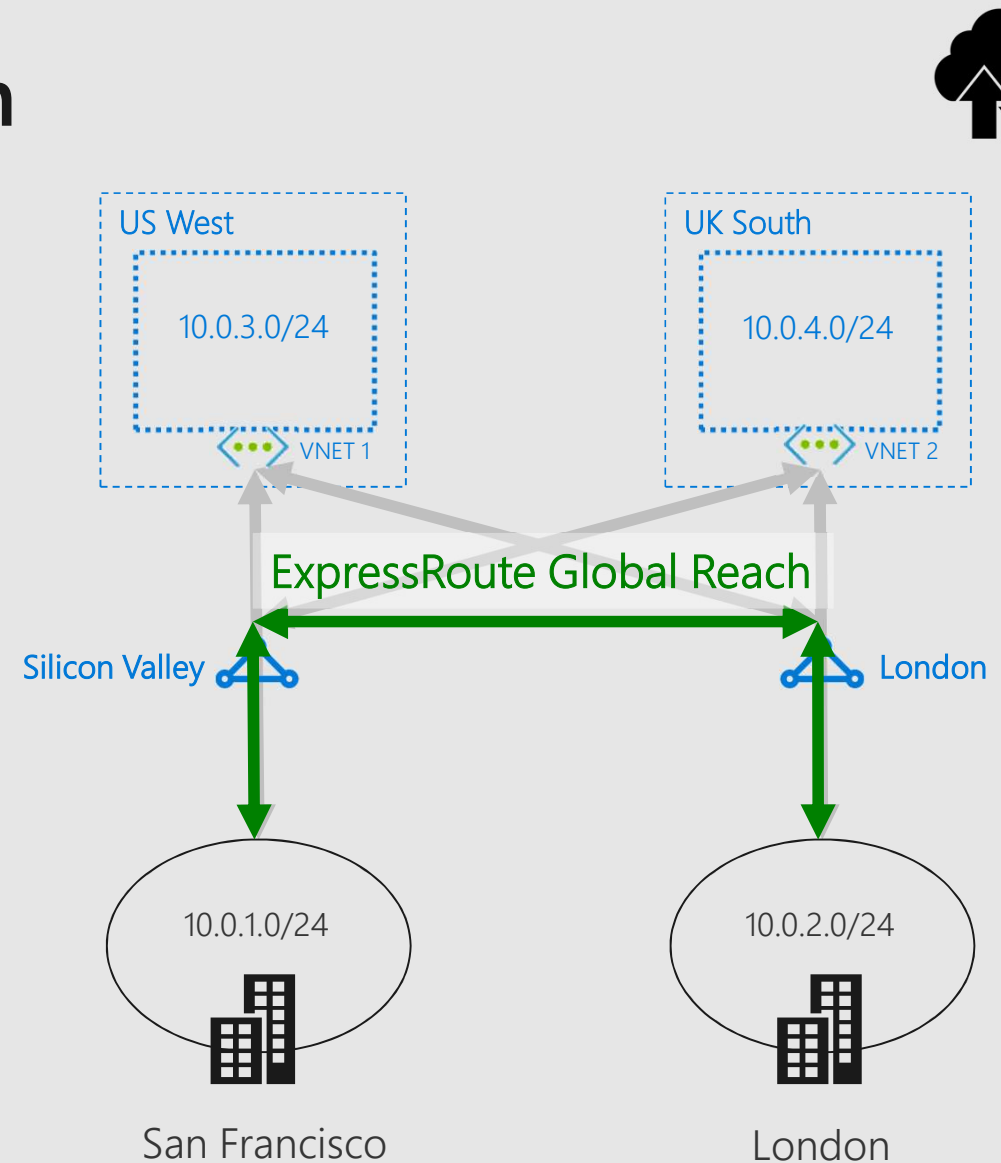 US West
UK South
10.0.3.0/24
10.0.4.0/24
VNET 1
VNET 2
ExpressRoute Global Reach
Silicon Valley
London
10.0.1.0/24
10.0.2.0/24
San Francisco
London